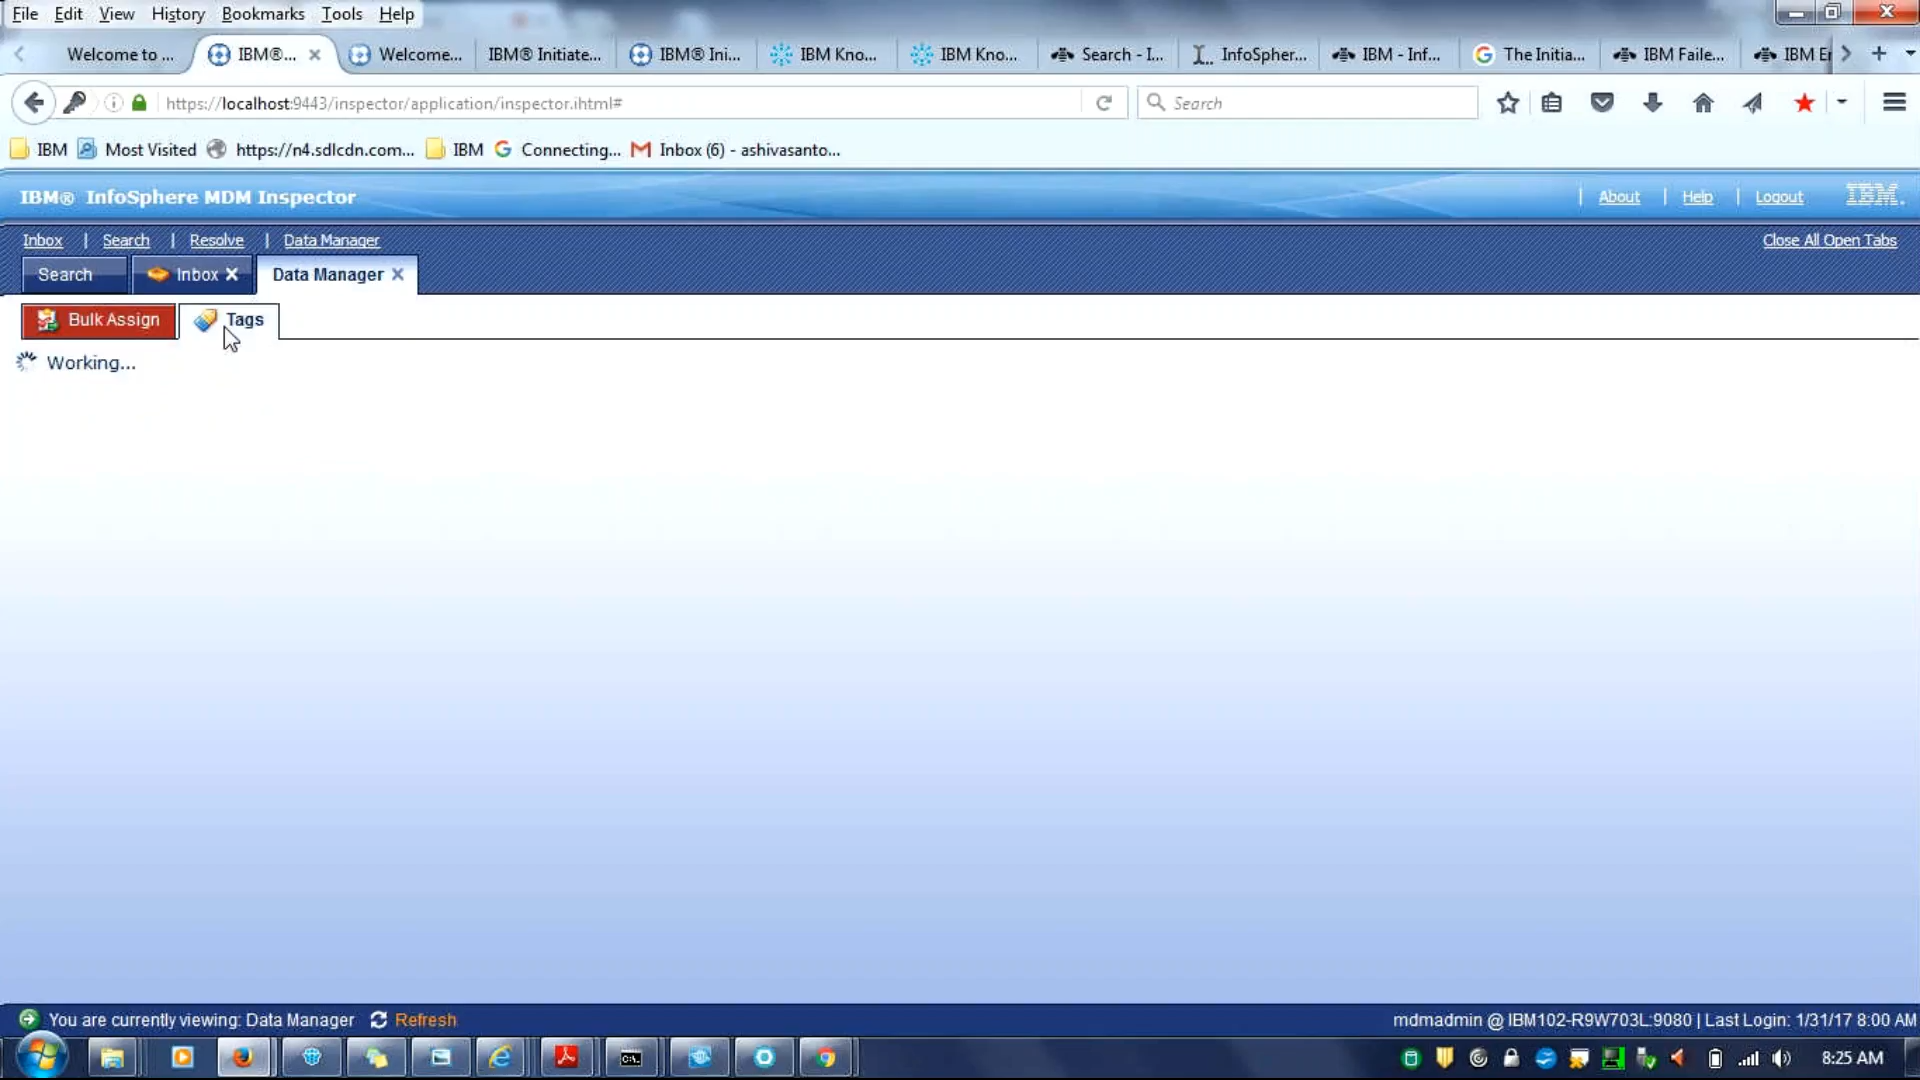 File Edit View History Bookmarks Tools Help
Welcome to ... IBM®... Welcome... IBM® Initiate... IBM® Ini... IBM Kno... IBM Kno... Search - I... InfoSpher... IBM - Inf... The Initia... IBM Faile... IBM Er
https://localhost:9443/inspector/application/inspector.ihtml# Search
IBM Most Visited https://n4.sdlcdn.com... IBM Connecting... Inbox (6) - ashivasanto...
IBM® InfoSphere MDM Inspector | About | Help | Logout IBM.
Inbox | Search | Resolve | Data Manager Close All Open Tabs
Search Inbox Data Manager
Bulk Assign Tags
Working...
You are currently viewing: Data Manager Refresh mdmadmin @ IBM102-R9W703L:9080 | Last Login: 1/31/17 8:00 AM
8:25 AM